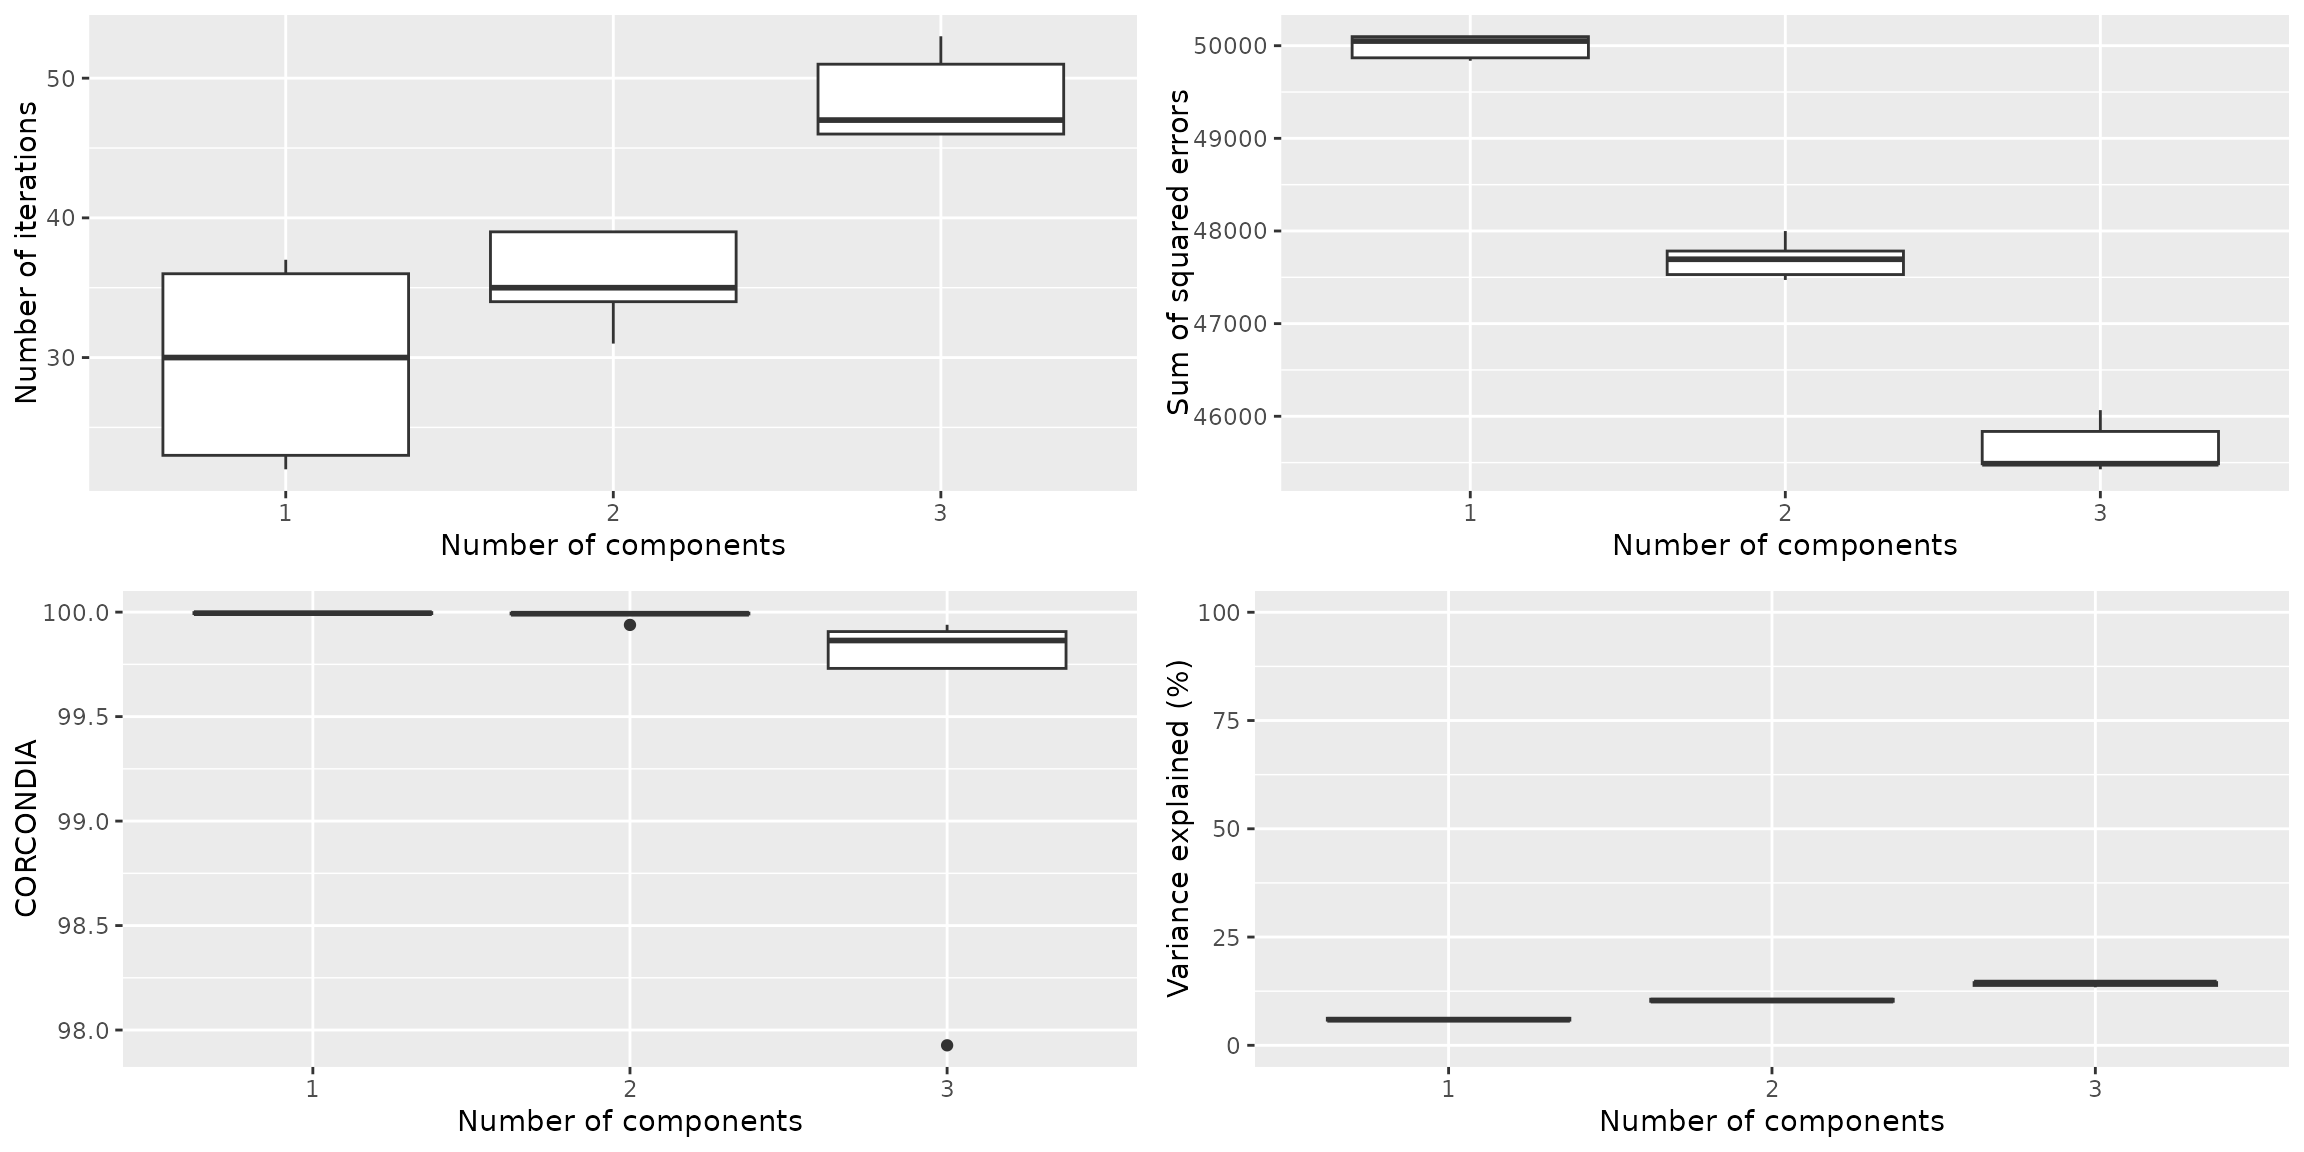 Number of iterations
50
40
30
1 2 3
Number of components
Sum of squared errors
50000
49000
48000
47000
46000
1 2 3
Number of components
CORCONDIA
100.0
99.5
99.0
98.5
98.0
1 2 3
Number of components
Variance explained (%)
100
75
50
25
0
1 2 3
Number of components